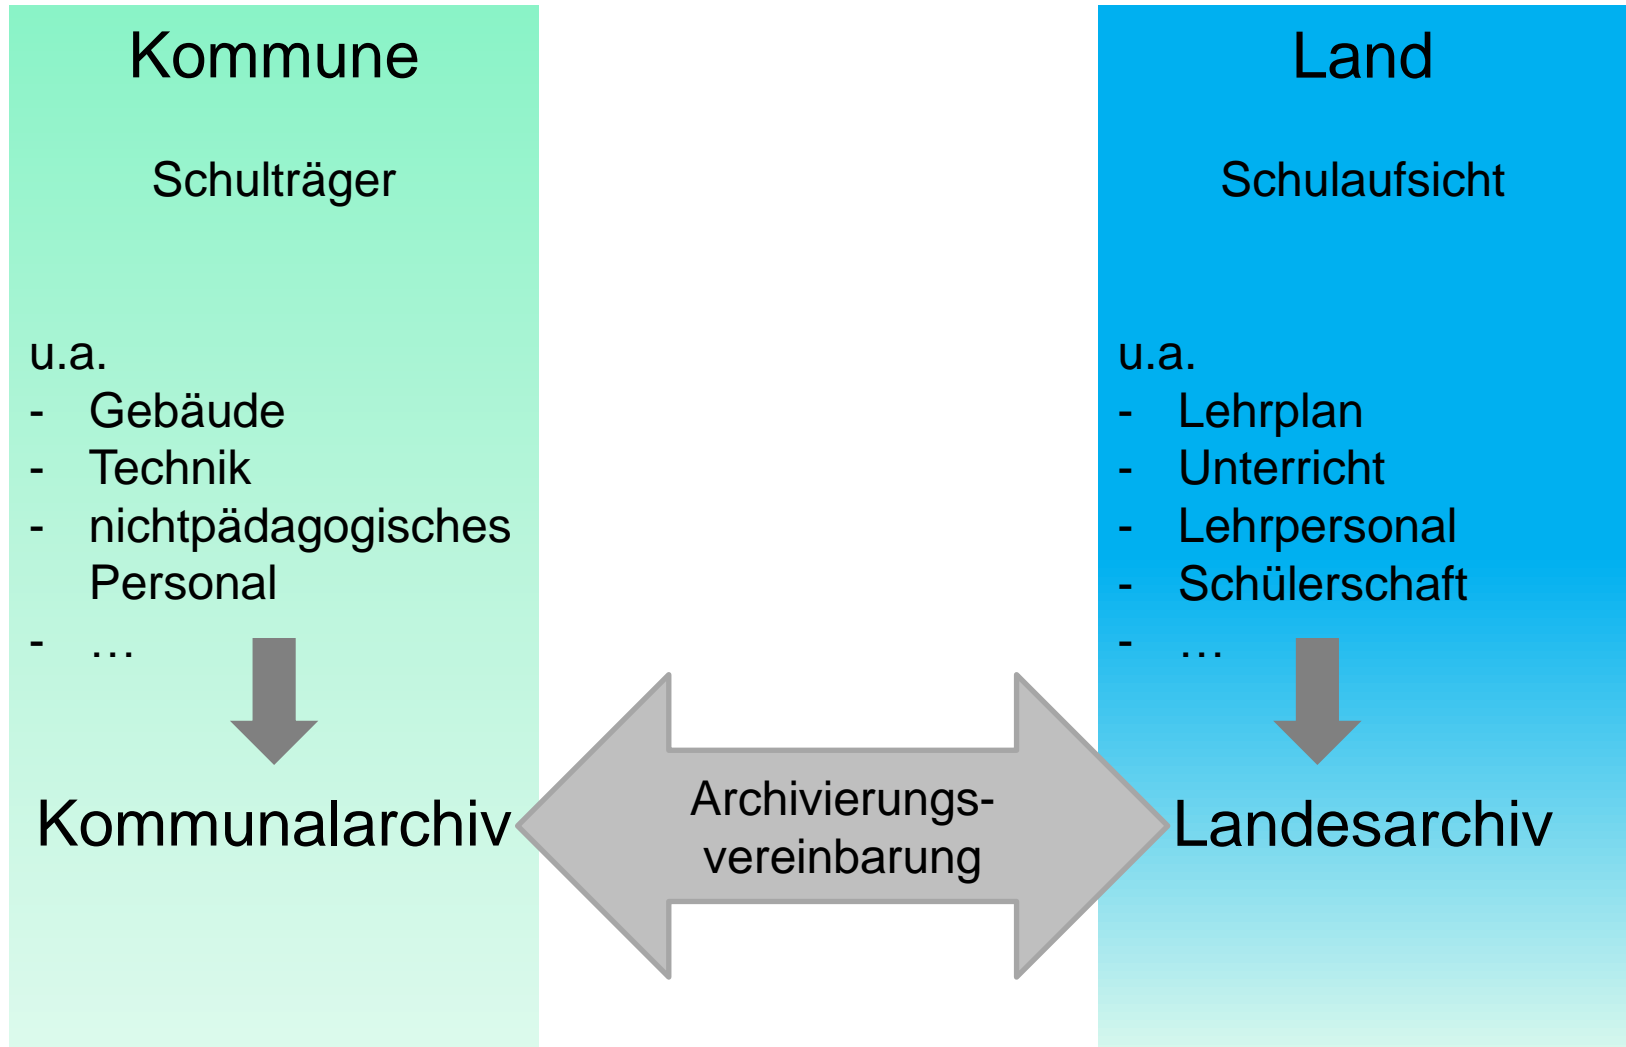 Kommune
Schulträger
u.a.
- Gebäude
- Technik
- nichtpädagogisches
Personal
- …
Kommunalarchiv
Archivierungs-
vereinbarung
Land
Schulaufsicht
u.a.
- Lehrplan
- Unterricht
- Lehrpersonal
- Schülerschaft
- …
Landesarchiv